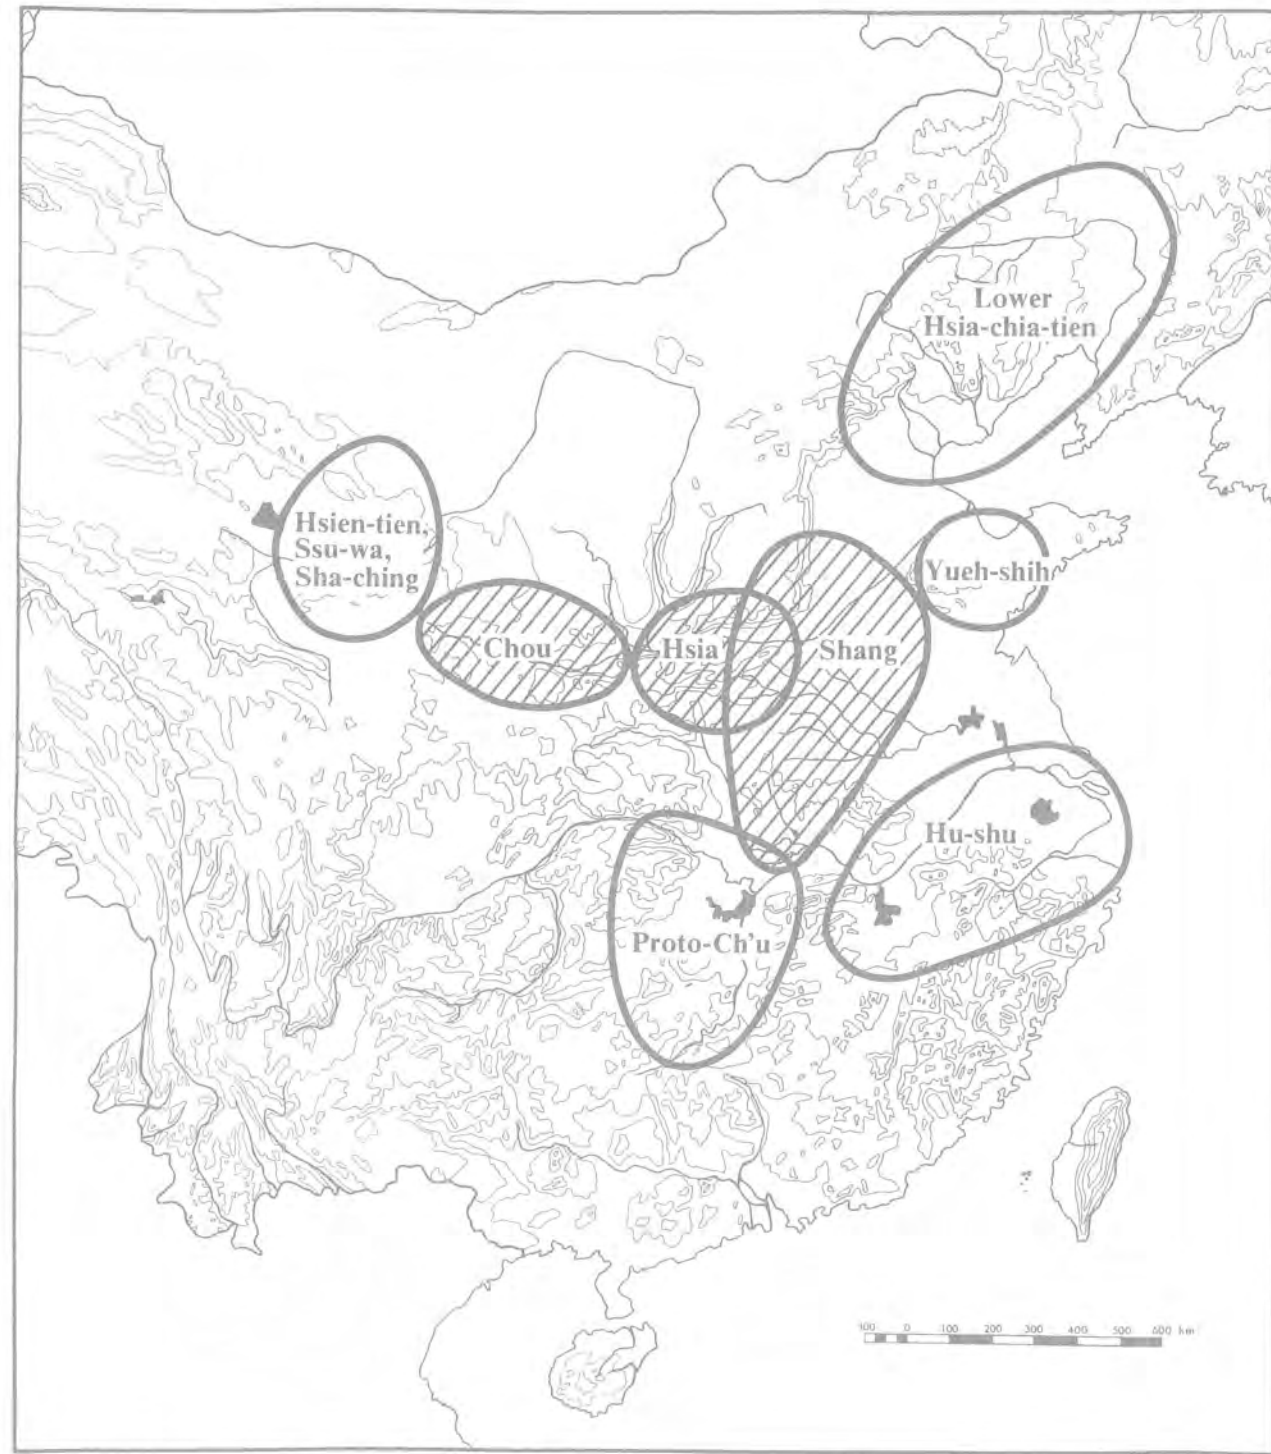 Lower
Hsia-chia-tien
Hsien-tien,
Ssu-wa,
Sha-ching
Yueh-shih
Chou
Hsia
Shang
Hu-shu
Proto-Ch'u
100 0 100 200 300 400 500 600 km